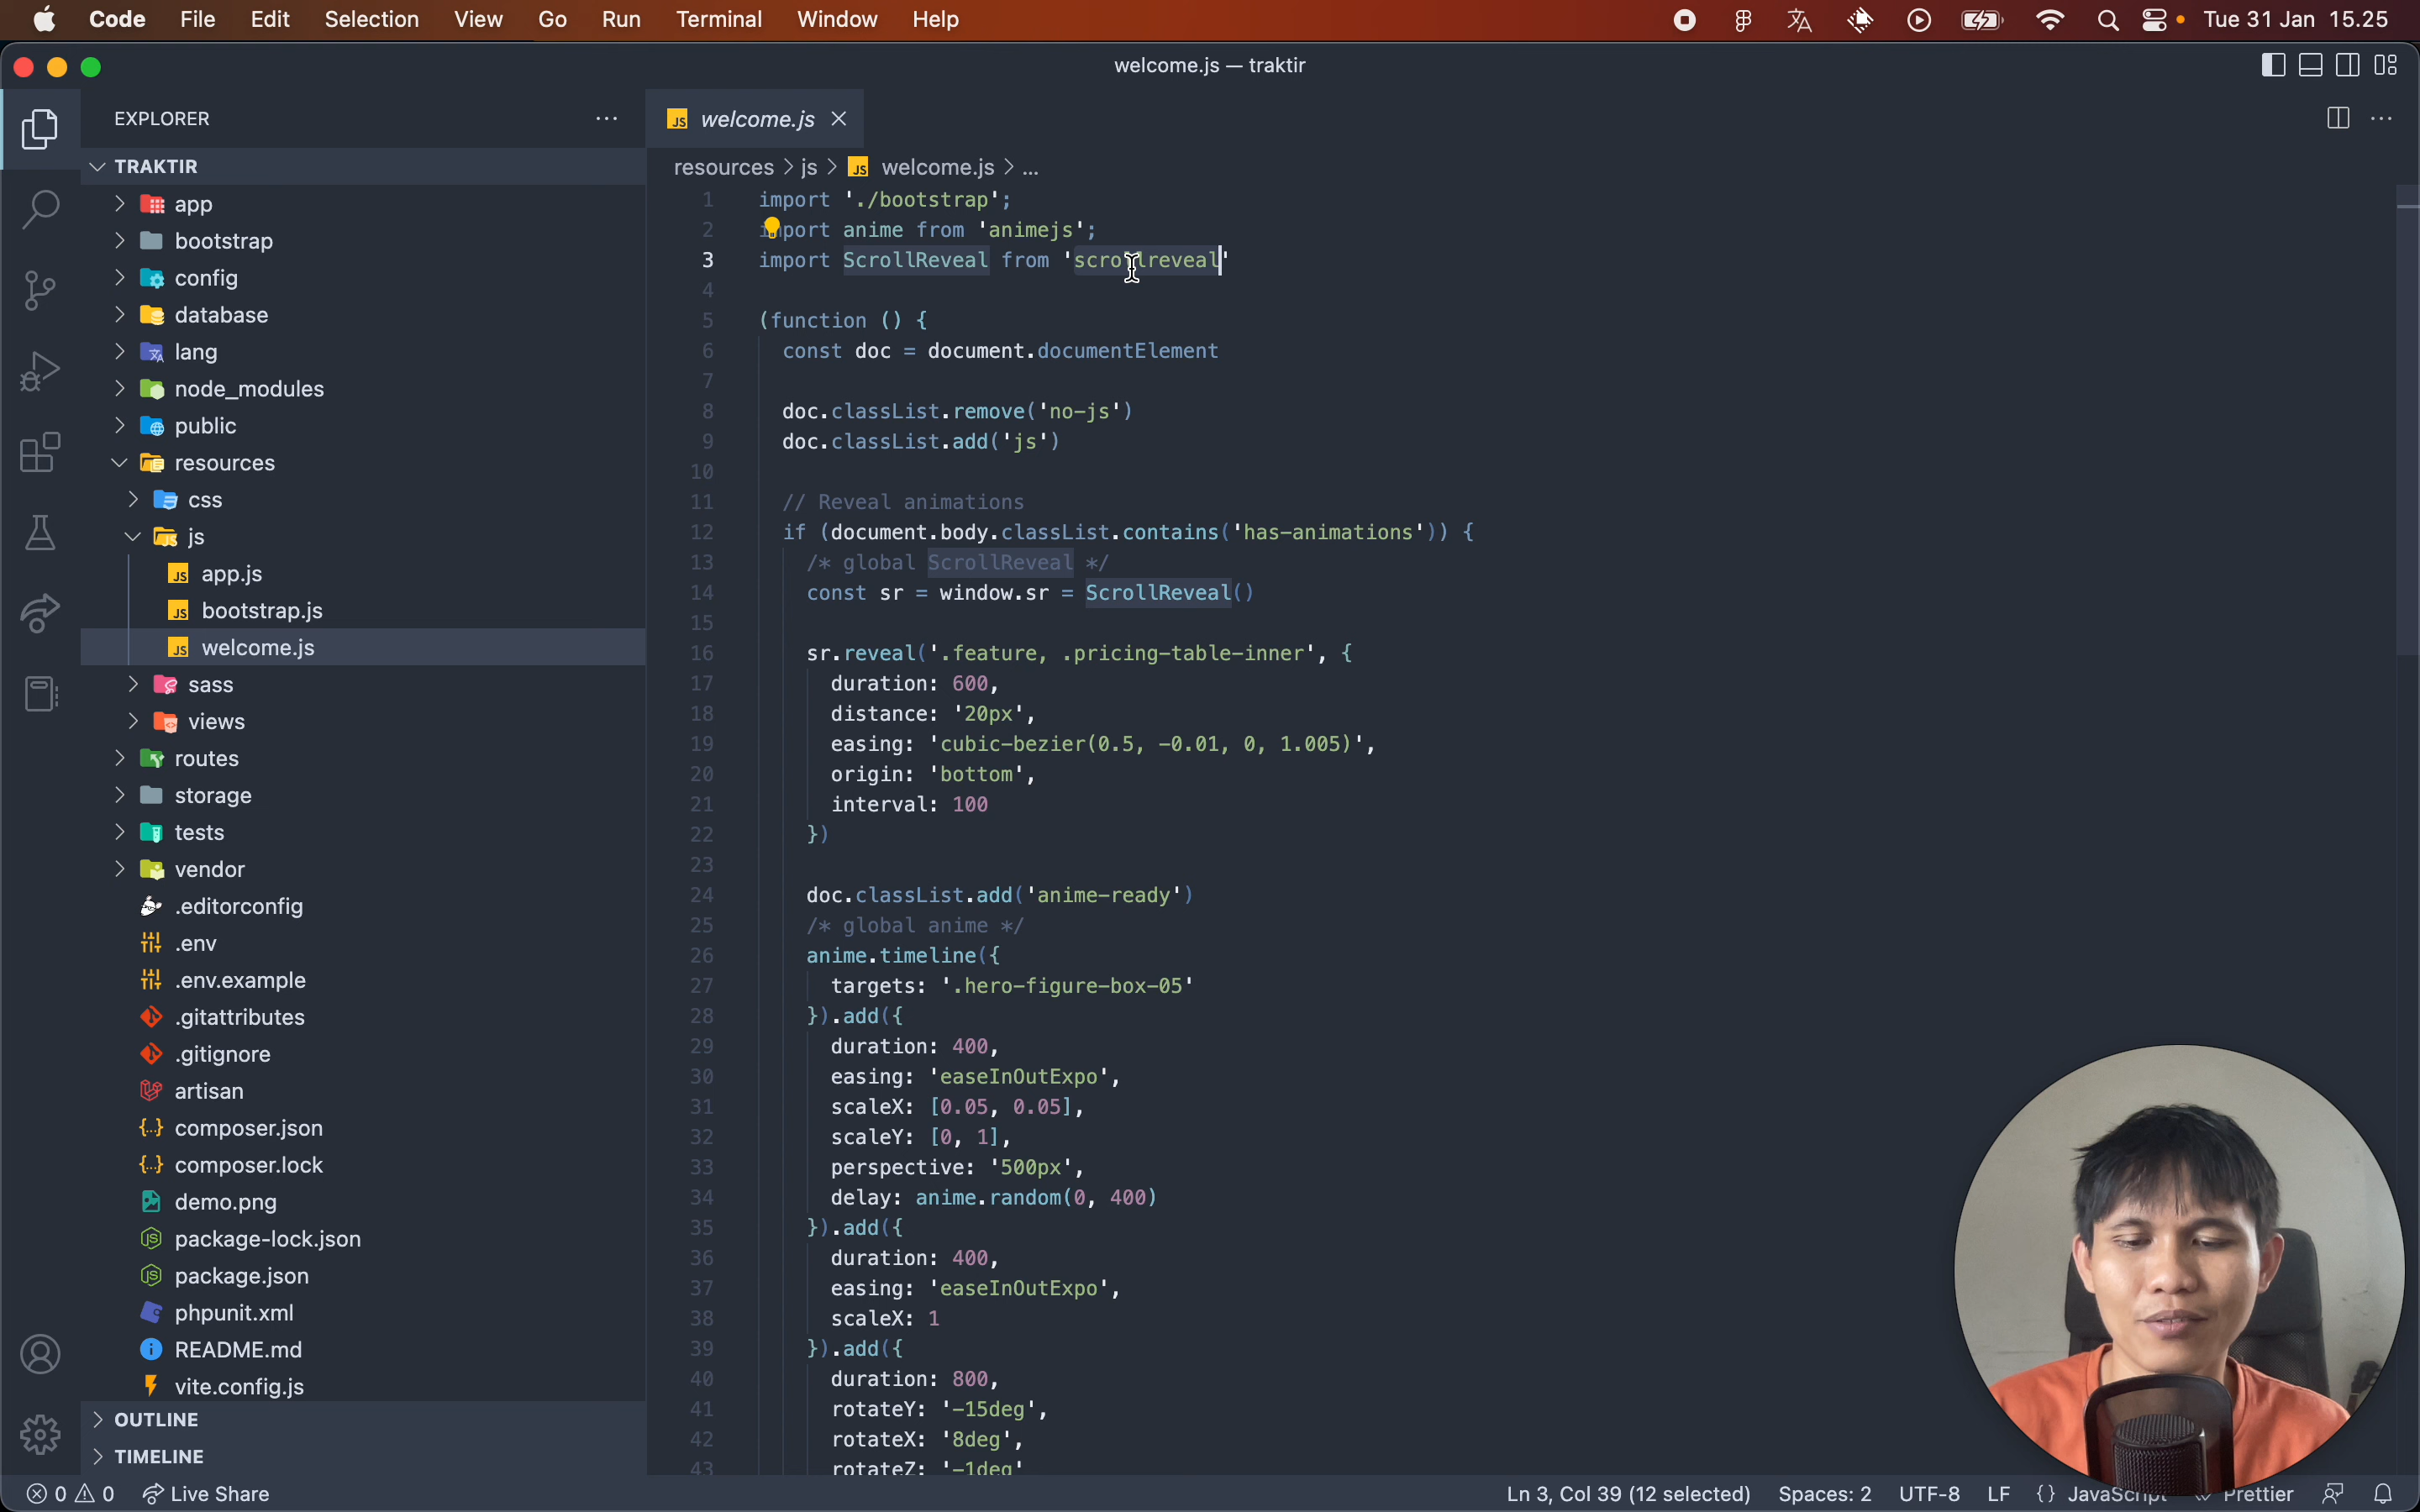 Code File Edit Selection View Go Run Terminal Window Help Tue 31 Jan 15.25
welcome.js — traktir
EXPLORER
TRAKTIR
app
bootstrap
config
database
lang
node_modules
public
resources
css
js
app.js
bootstrap.js
welcome.js
sass
views
routes
storage
tests
vendor
.editorconfig
.env
.env.example
.gitattributes
.gitignore
artisan
composer.json
composer.lock
demo.png
package-lock.json
package.json
phpunit.xml
README.md
vite.config.js
OUTLINE
TIMELINE
JS welcome.js
resources > js > JS welcome.js > ...
1 import './bootstrap';
2 import anime from 'animejs';
3 import ScrollReveal from 'scrollreveal'
4
5 (function () {
6 const doc = document.documentElement
7
8 doc.classList.remove('no-js')
9 doc.classList.add('js')
10
11 // Reveal animations
12 if (document.body.classList.contains('has-animations')) {
13 /* global ScrollReveal */
14 const sr = window.sr = ScrollReveal()
15
16 sr.reveal('.feature, .pricing-table-inner', {
17 duration: 600,
18 distance: '20px',
19 easing: 'cubic-bezier(0.5, -0.01, 0, 1.005)',
20 origin: 'bottom',
21 interval: 100
22 })
23
24 doc.classList.add('anime-ready')
25 /* global anime */
26 anime.timeline({
27 targets: '.hero-figure-box-05'
28 }).add({
29 duration: 400,
30 easing: 'easeInOutExpo',
31 scaleX: [0.05, 0.05],
32 scaleY: [0, 1],
33 perspective: '500px',
34 delay: anime.random(0, 400)
35 }).add({
36 duration: 400,
37 easing: 'easeInOutExpo',
38 scaleX: 1
39 }).add({
40 duration: 800,
41 rotateY: '-15deg',
42 rotateX: '8deg',
43 rotateZ: '-1deg'
0 0 Live Share Ln 3, Col 39 (12 selected) Spaces: 2 UTF-8 LF {} JavaScript Prettier